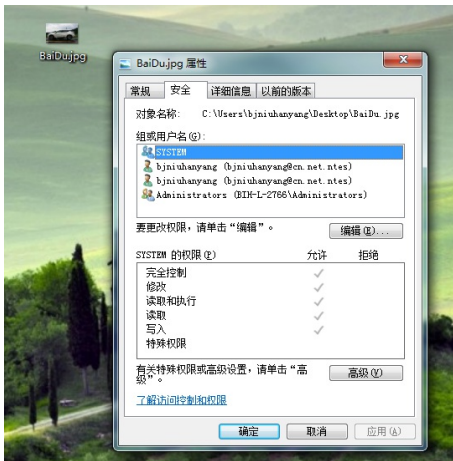 BaiDu.jpg
BaiDu.jpg 属性
常规 安全 详细信息 以前的版本
对象名称: C:\Users\bjniuhanyang\Desktop\BaiDu.jpg
组或用户名(G):
SYSTEM
bjniuhanyang (bjniuhanyang@cn.net.ntes)
bjniuhanyang (bjniuhanyang@cn.net.ntes)
Administrators (BIH-L-2766\Administrators)
要更改权限，请单击“编辑”。
编辑(E)...
SYSTEM 的权限(P) 允许 拒绝
完全控制
修改
读取和执行
读取
写入
特殊权限
有关特殊权限或高级设置，请单击“高
级”。
高级(V)
了解访问控制和权限
确定 取消 应用(A)